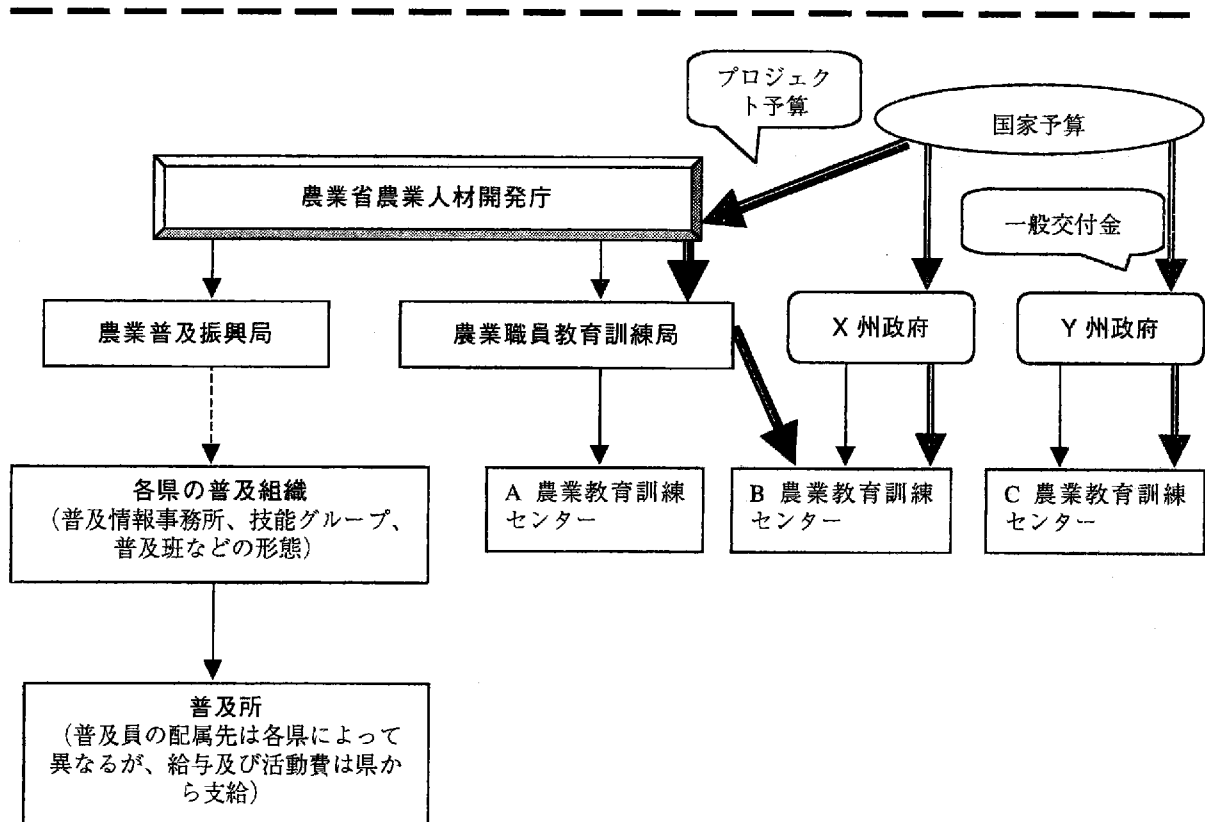 プロジェク
ト予算
国家予算
農業省農業人材開発庁
一般交付金
農業普及振興局
農業職員教育訓練局
X 州政府
Y 州政府
各県の普及組織
(普及情報事務所、技能グループ、
普及班などの形態)
A 農業教育訓練
センター
B 農業教育訓練
センター
C 農業教育訓練
センター
普及所
(普及員の配属先は各県によって
異なるが、給与及び活動費は県か
ら支給)